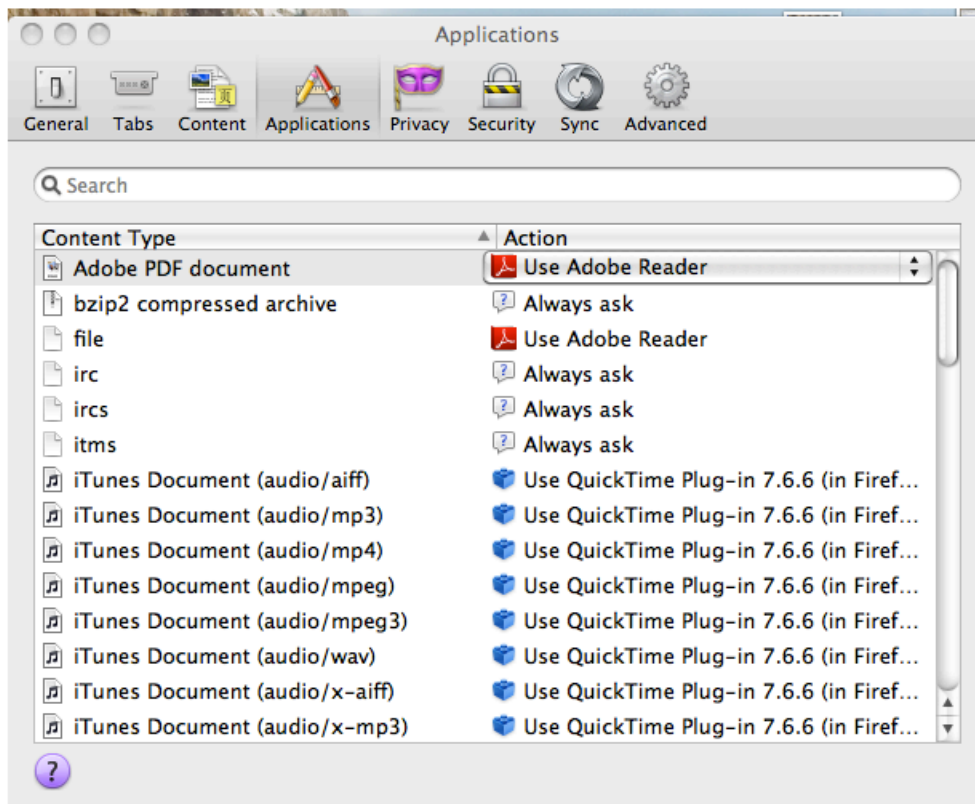 Applications
General Tabs Content Applications Privacy Security Sync Advanced
Search
Content Type Action
Adobe PDF document Use Adobe Reader
bzip2 compressed archive Always ask
file Use Adobe Reader
irc Always ask
ircs Always ask
itms Always ask
iTunes Document (audio/aiff) Use QuickTime Plug-in 7.6.6 (in Firef...
iTunes Document (audio/mp3) Use QuickTime Plug-in 7.6.6 (in Firef...
iTunes Document (audio/mp4) Use QuickTime Plug-in 7.6.6 (in Firef...
iTunes Document (audio/mpeg) Use QuickTime Plug-in 7.6.6 (in Firef...
iTunes Document (audio/mpeg3) Use QuickTime Plug-in 7.6.6 (in Firef...
iTunes Document (audio/wav) Use QuickTime Plug-in 7.6.6 (in Firef...
iTunes Document (audio/x-aiff) Use QuickTime Plug-in 7.6.6 (in Firef...
iTunes Document (audio/x-mp3) Use QuickTime Plug-in 7.6.6 (in Firef...
?